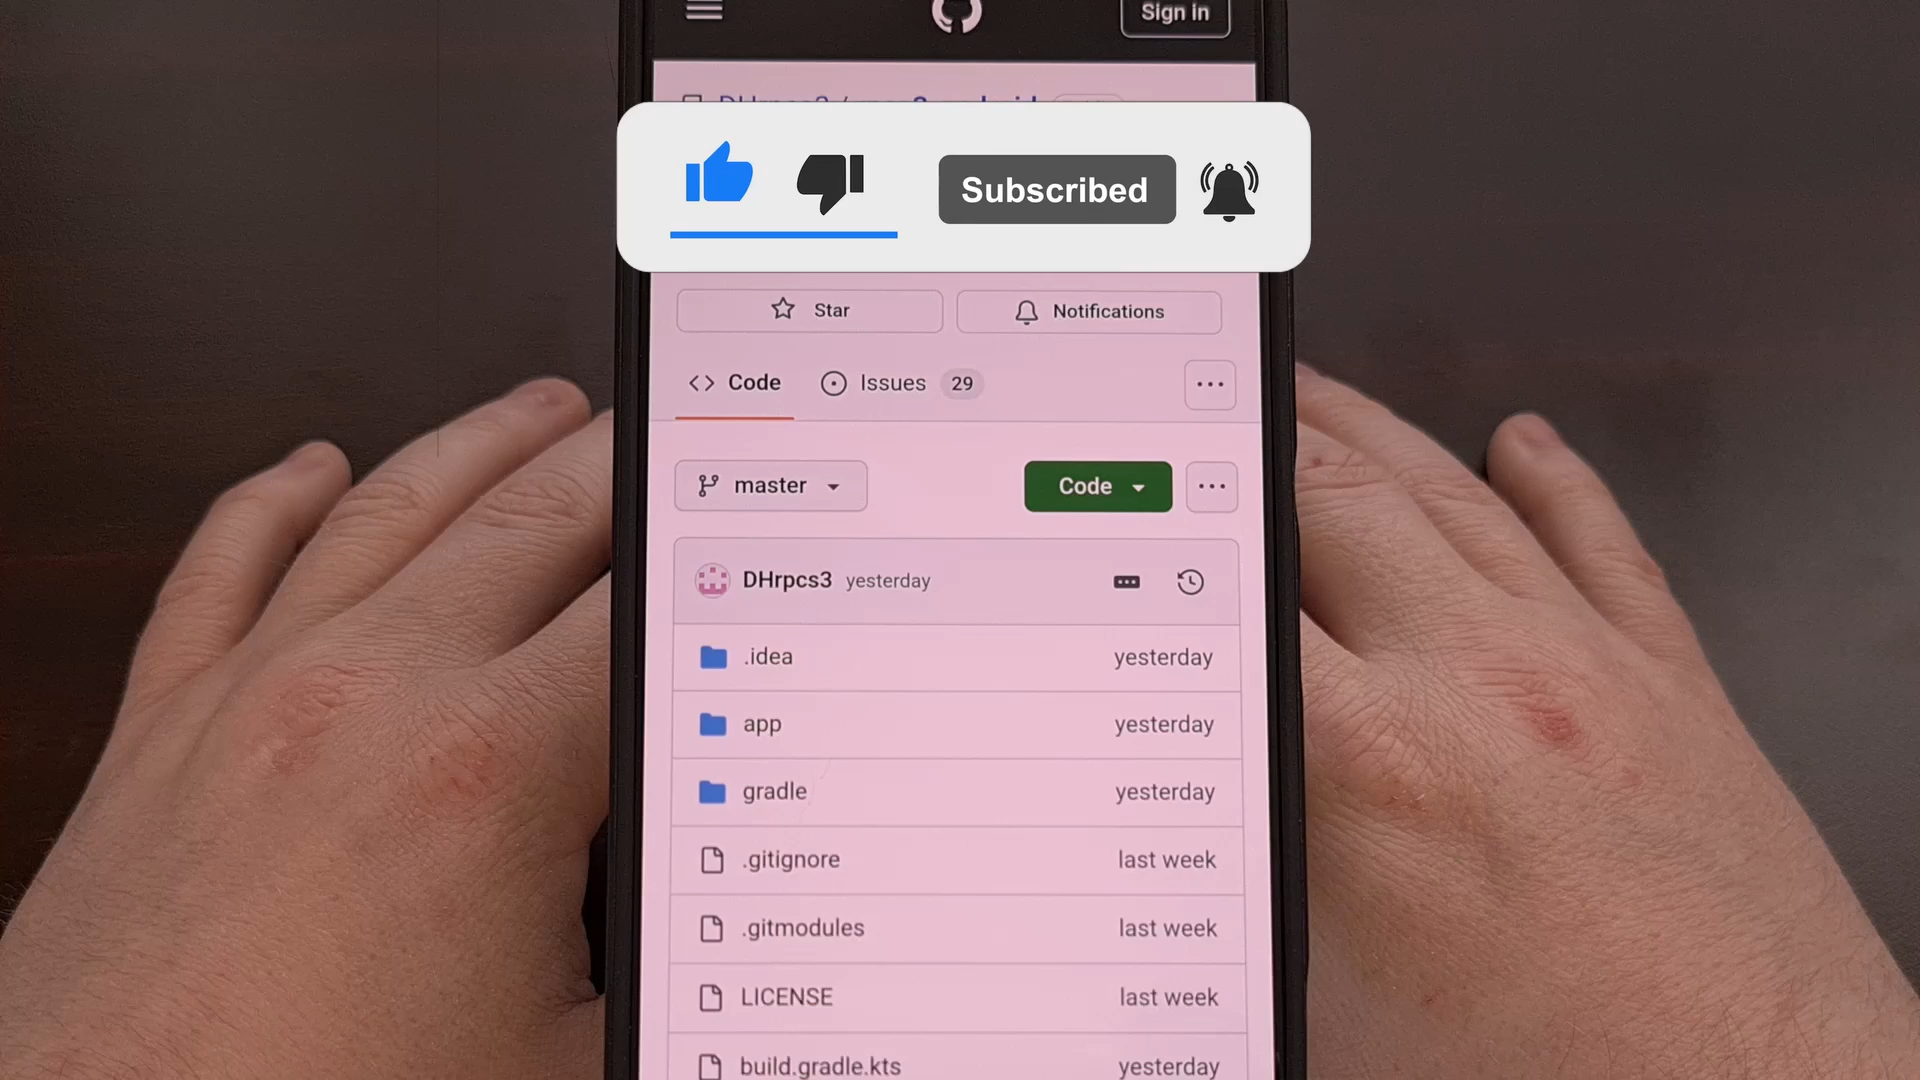 Sign in
Subscribed
Star
Notifications
Code
Issues 29
master
Code
DHrpcs3 yesterday
.idea yesterday
app yesterday
gradle yesterday
.gitignore last week
.gitmodules last week
LICENSE last week
build.gradle.kts yesterday